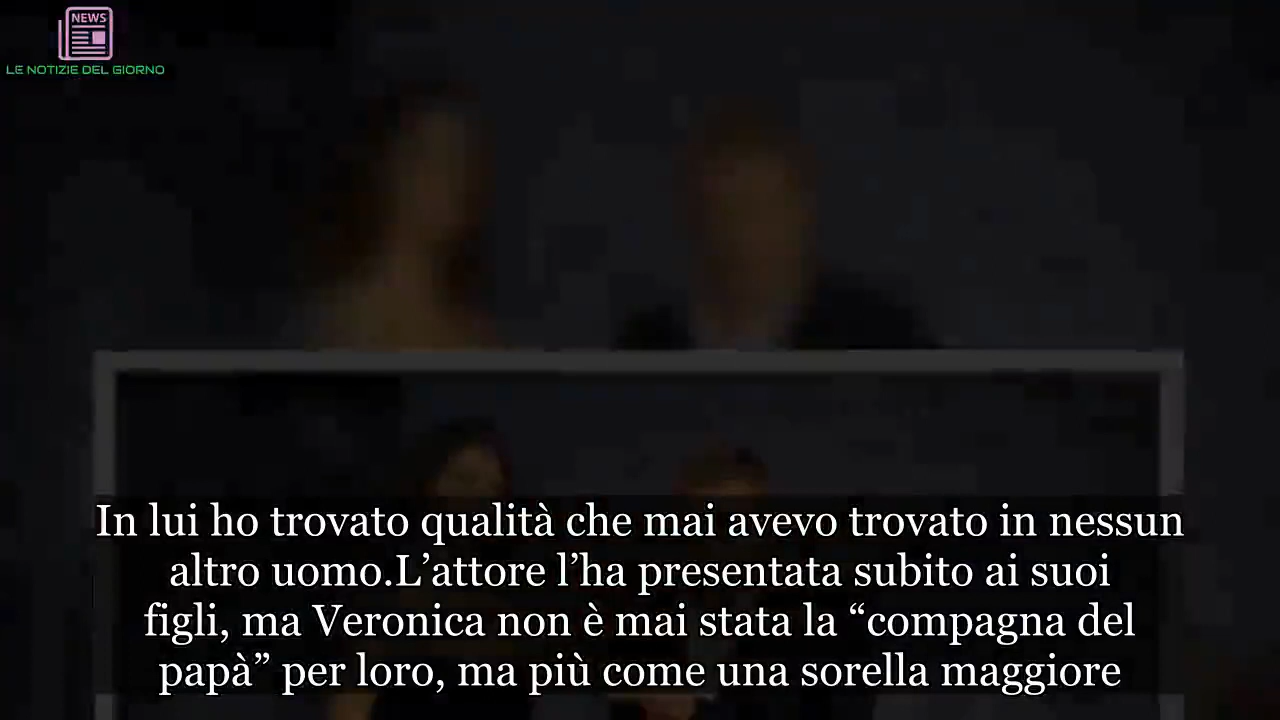 NEWS
LE NOTIZIE DEL GIORNO
In lui ho trovato qualità che mai avevo trovato in nessun
altro uomo.L’attore l’ha presentata subito ai suoi
figli, ma Veronica non è mai stata la “compagna del
papà” per loro, ma più come una sorella maggiore